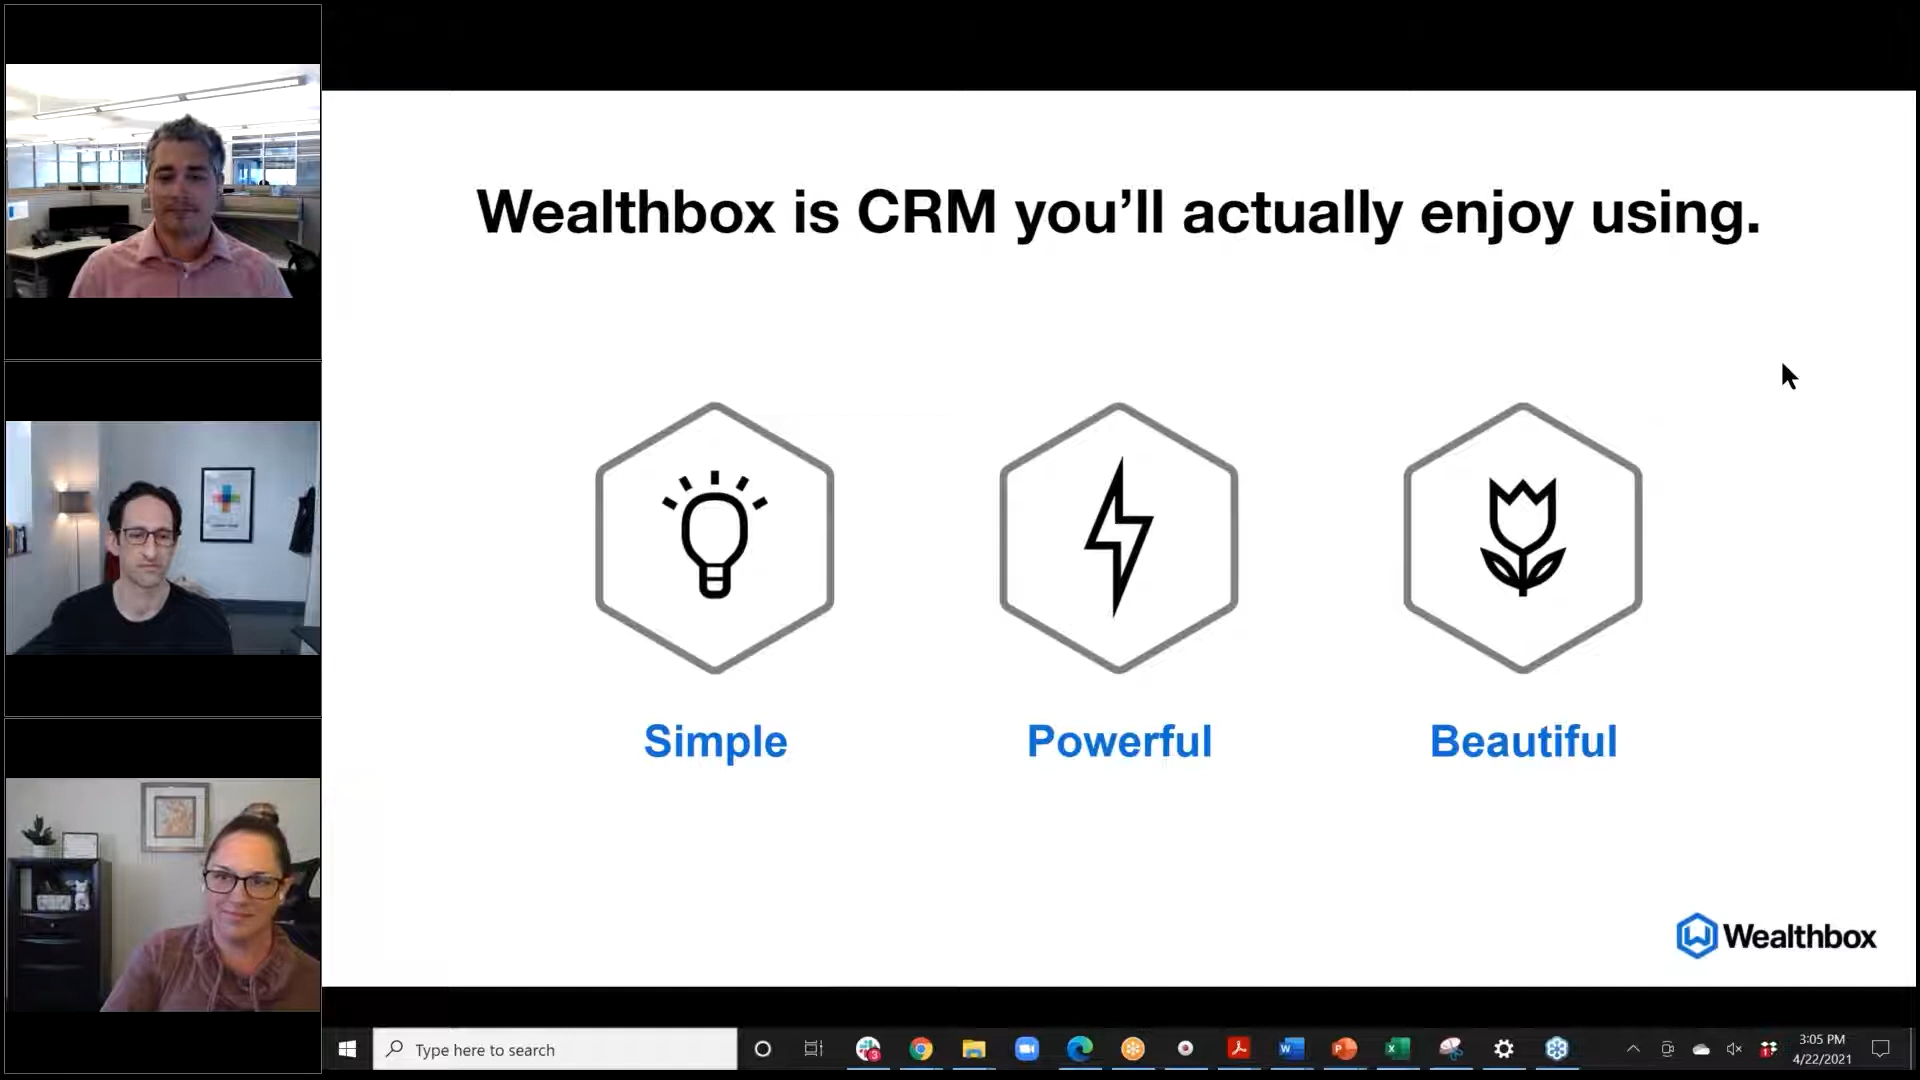 Wealthbox is CRM you’ll actually enjoy using.
Simple
Powerful
Beautiful
Wealthbox
Type here to search
3:05 PM
4/22/2021